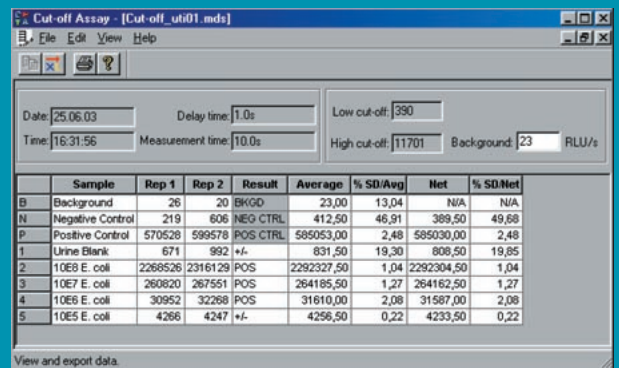 Cut-off Assay - [Cut-off_uti01.mds]
File Edit View Help
Date: 25.06.03 Delay time: 1.0s Low cut-off: 390
Time: 16:31:56 Measurement time: 10.0s High cut-off: 11701 Background: 23 RLU/s
Sample Rep 1 Rep 2 Result Average % SD/Avg Net % SD/Net
B Background 26 20 BKGD 23,00 13,04 N/A N/A
N Negative Control 219 606 NEG CTRL 412,50 46,91 389,50 49,68
P Positive Control 570528 599578 POS CTRL 585053,00 2,48 585030,00 2,48
1 Urine Blank 671 992 +/- 831,50 19,30 808,50 19,85
2 10E8 E. coli 2268526 2316129 POS 2292327,50 1,04 2292304,50 1,04
3 10E7 E. coli 260820 267551 POS 264185,50 1,27 264162,50 1,27
4 10E6 E. coli 30952 32268 POS 31610,00 2,08 31587,00 2,08
5 10E5 E. coli 4266 4247 +/- 4256,50 0,22 4233,50 0,22
View and export data.